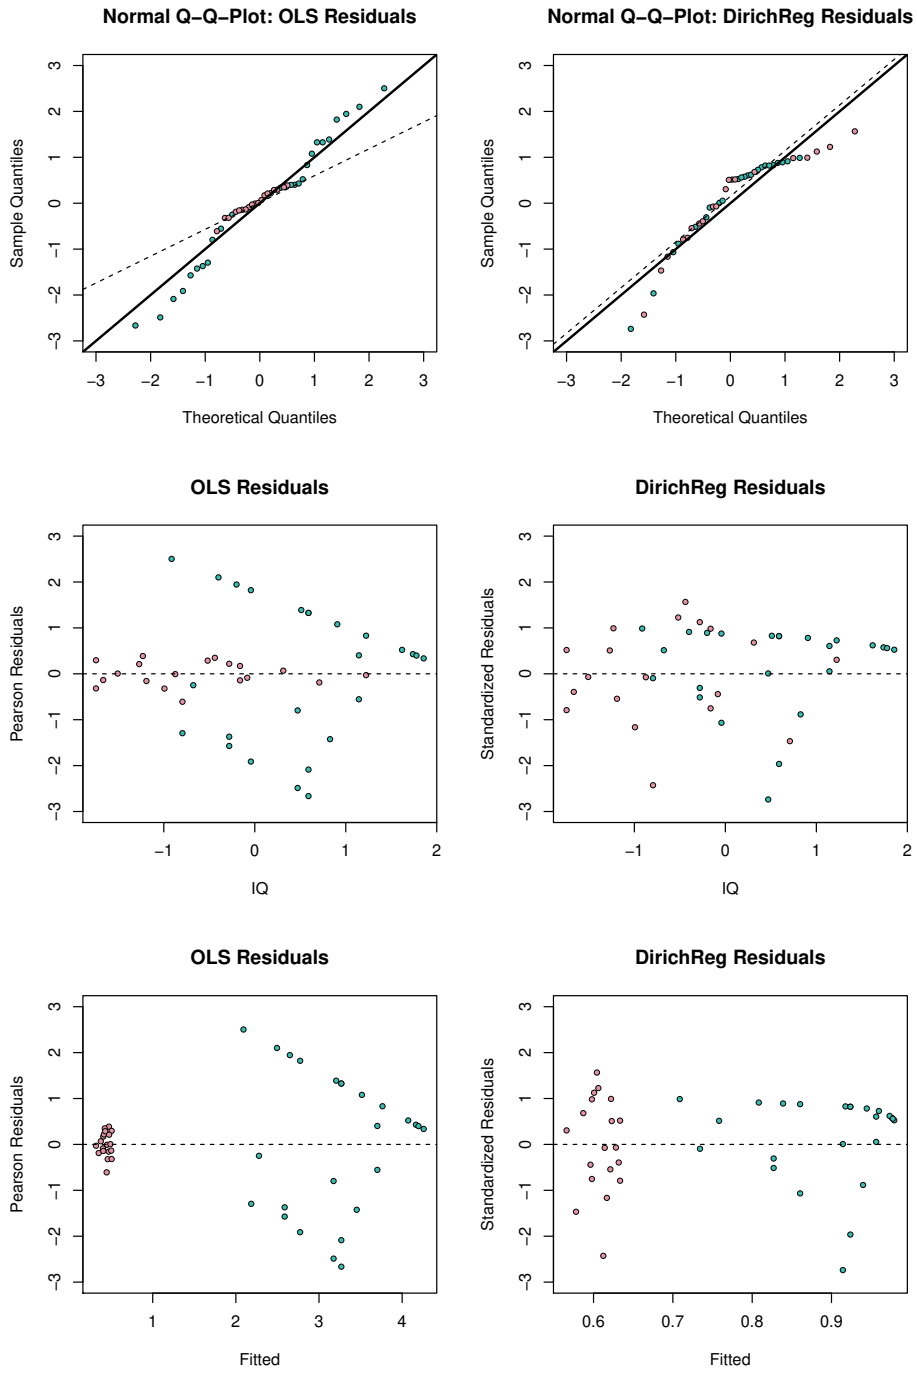 Normal Q−Q−Plot: OLS Residuals
Sample Quantiles
3
2
1
0
−1
−2
−3
−3 −2 −1 0 1 2 3
Theoretical Quantiles
Normal Q−Q−Plot: DirichReg Residuals
Sample Quantiles
3
2
1
0
−1
−2
−3
−3 −2 −1 0 1 2 3
Theoretical Quantiles
OLS Residuals
Pearson Residuals
3
2
1
0
−1
−2
−3
−1 0 1 2
IQ
DirichReg Residuals
Standardized Residuals
3
2
1
0
−1
−2
−3
−1 0 1 2
IQ
OLS Residuals
Pearson Residuals
3
2
1
0
−1
−2
−3
1 2 3 4
Fitted
DirichReg Residuals
Standardized Residuals
3
2
1
0
−1
−2
−3
0.6 0.7 0.8 0.9
Fitted